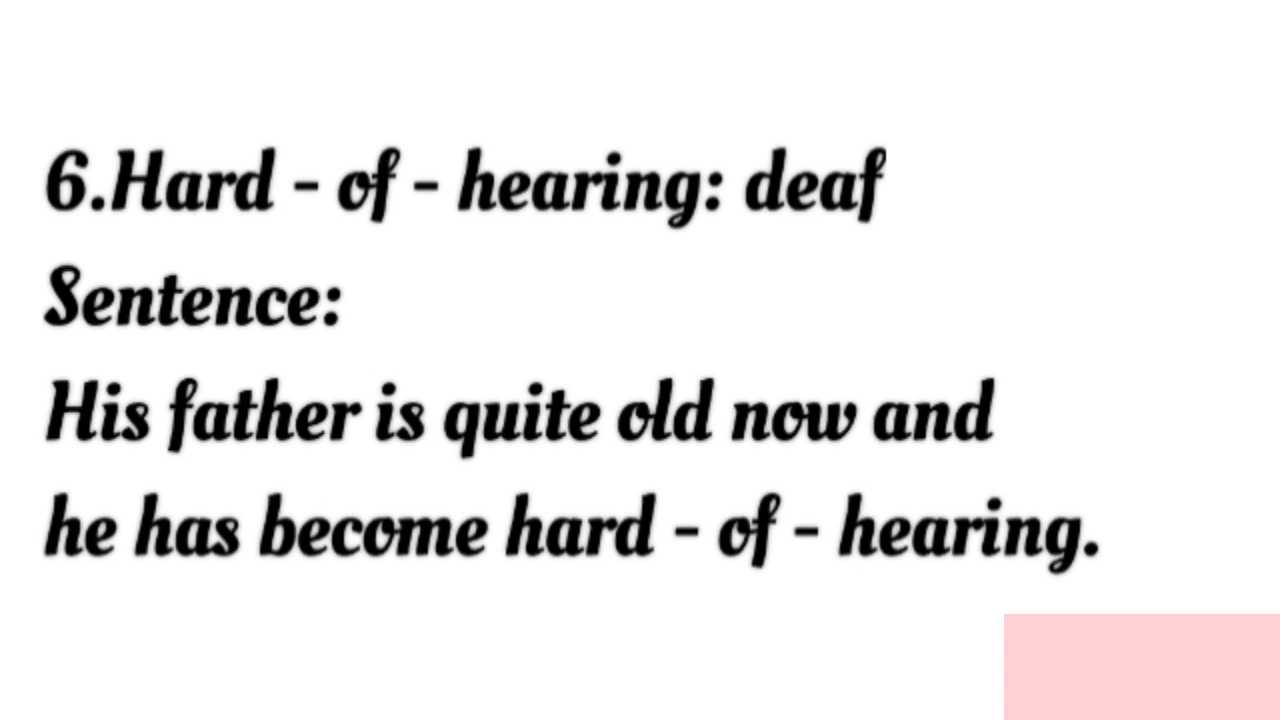 6.Hard - of - hearing: deaf
Sentence:
His father is quite old now and
he has become hard - of - hearing.